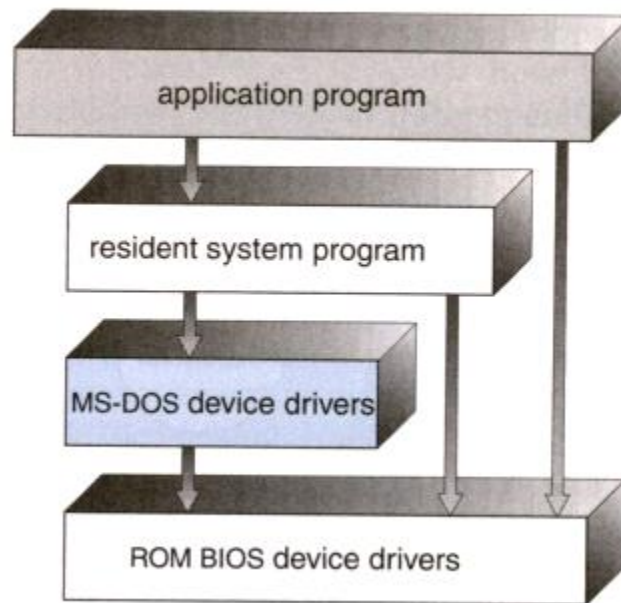 application program
resident system program
MS-DOS device drivers
ROM BIOS device drivers